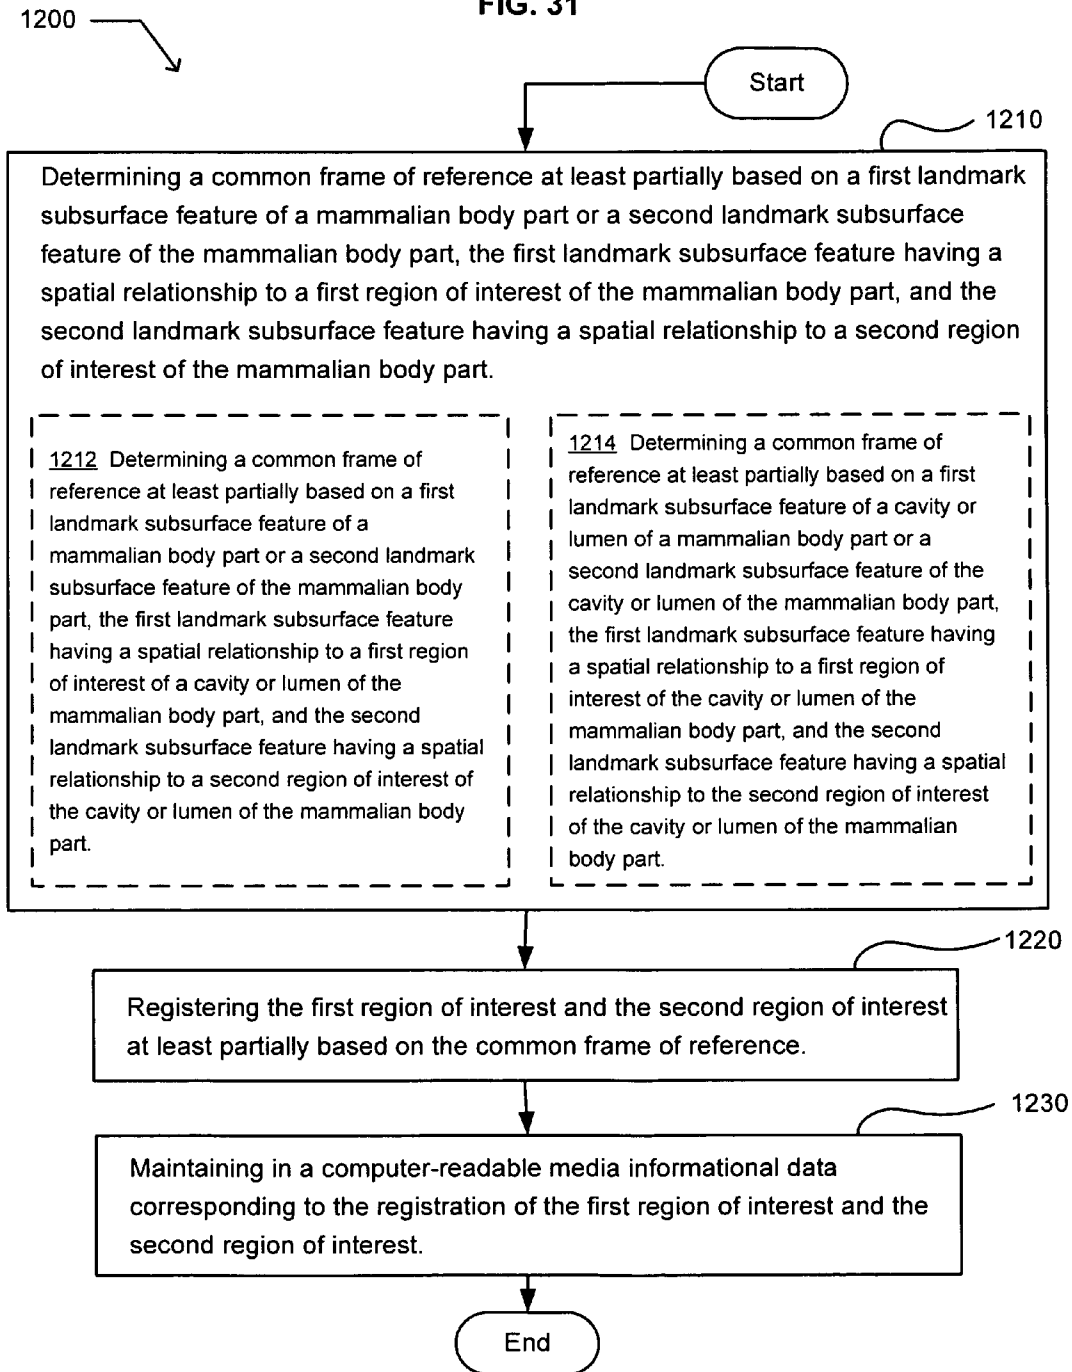 FIG. 31
1200
Start
1210
Determining a common frame of reference at least partially based on a first landmark
subsurface feature of a mammalian body part or a second landmark subsurface
feature of the mammalian body part, the first landmark subsurface feature having a
spatial relationship to a first region of interest of the mammalian body part, and the
second landmark subsurface feature having a spatial relationship to a second region
of interest of the mammalian body part.
1212 Determining a common frame of
reference at least partially based on a first
landmark subsurface feature of a
mammalian body part or a second landmark
subsurface feature of the mammalian body
part, the first landmark subsurface feature
having a spatial relationship to a first region
of interest of a cavity or lumen of the
mammalian body part, and the second
landmark subsurface feature having a spatial
relationship to a second region of interest of
the cavity or lumen of the mammalian body
part.
1214 Determining a common frame of
reference at least partially based on a first
landmark subsurface feature of a cavity or
lumen of a mammalian body part or a
second landmark subsurface feature of the
cavity or lumen of the mammalian body part,
the first landmark subsurface feature having
a spatial relationship to a first region of
interest of the cavity or lumen of the
mammalian body part, and the second
landmark subsurface feature having a spatial
relationship to the second region of interest
of the cavity or lumen of the mammalian
body part.
1220
Registering the first region of interest and the second region of interest
at least partially based on the common frame of reference.
1230
Maintaining in a computer-readable media informational data
corresponding to the registration of the first region of interest and the
second region of interest.
End